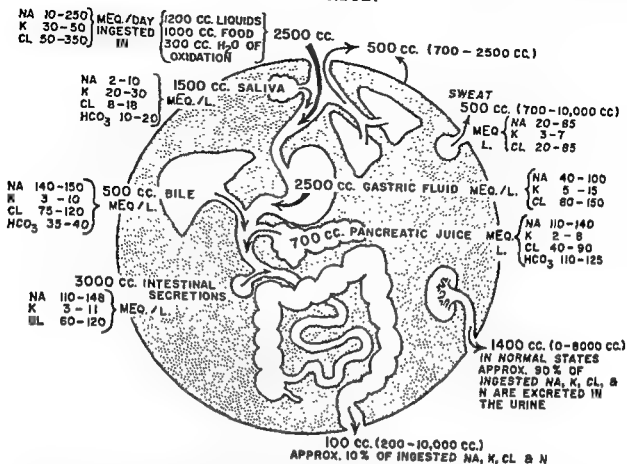 NA 10-250
K 30-50
CL 50-350
MEQ./DAY
INGESTED
IN
1200 CC. LIQUIDS
1000 CC. FOOD
300 CC. H2O OF
OXIDATION
2500 CC.
500 CC. (700-2500 CC.)
NA 2-10
K 20-30
CL 8-18
HCO3 10-20
MEQ./L.
1500 CC. SALIVA
SWEAT
500 CC. (700-10,000 CC)
MEQ.
L.
NA 20-85
K 3-7
CL 20-85
NA 140-150
K 3-10
CL 75-120
HCO3 35-40
500 CC. BILE
MEQ/L.
2500 CC. GASTRIC FLUID
MEQ./L.
NA 40-100
K 5-15
CL 80-150
700 CC. PANCREATIC JUICE
MEQ.
L.
NA 110-140
K 2-8
CL 40-90
HCO3 110-125
3000 CC. INTESTINAL
SECRETIONS
NA 110-148
K 3-11
CL 60-120
MEQ./L.
1400 CC. (0-8000 CC.)
IN NORMAL STATES
APPROX. 90% OF
INGESTED NA, K, CL, &
N ARE EXCRETED IN
THE URINE
100 CC. (200-10,000 CC.)
APPROX. 10% OF INGESTED NA, K, CL & N